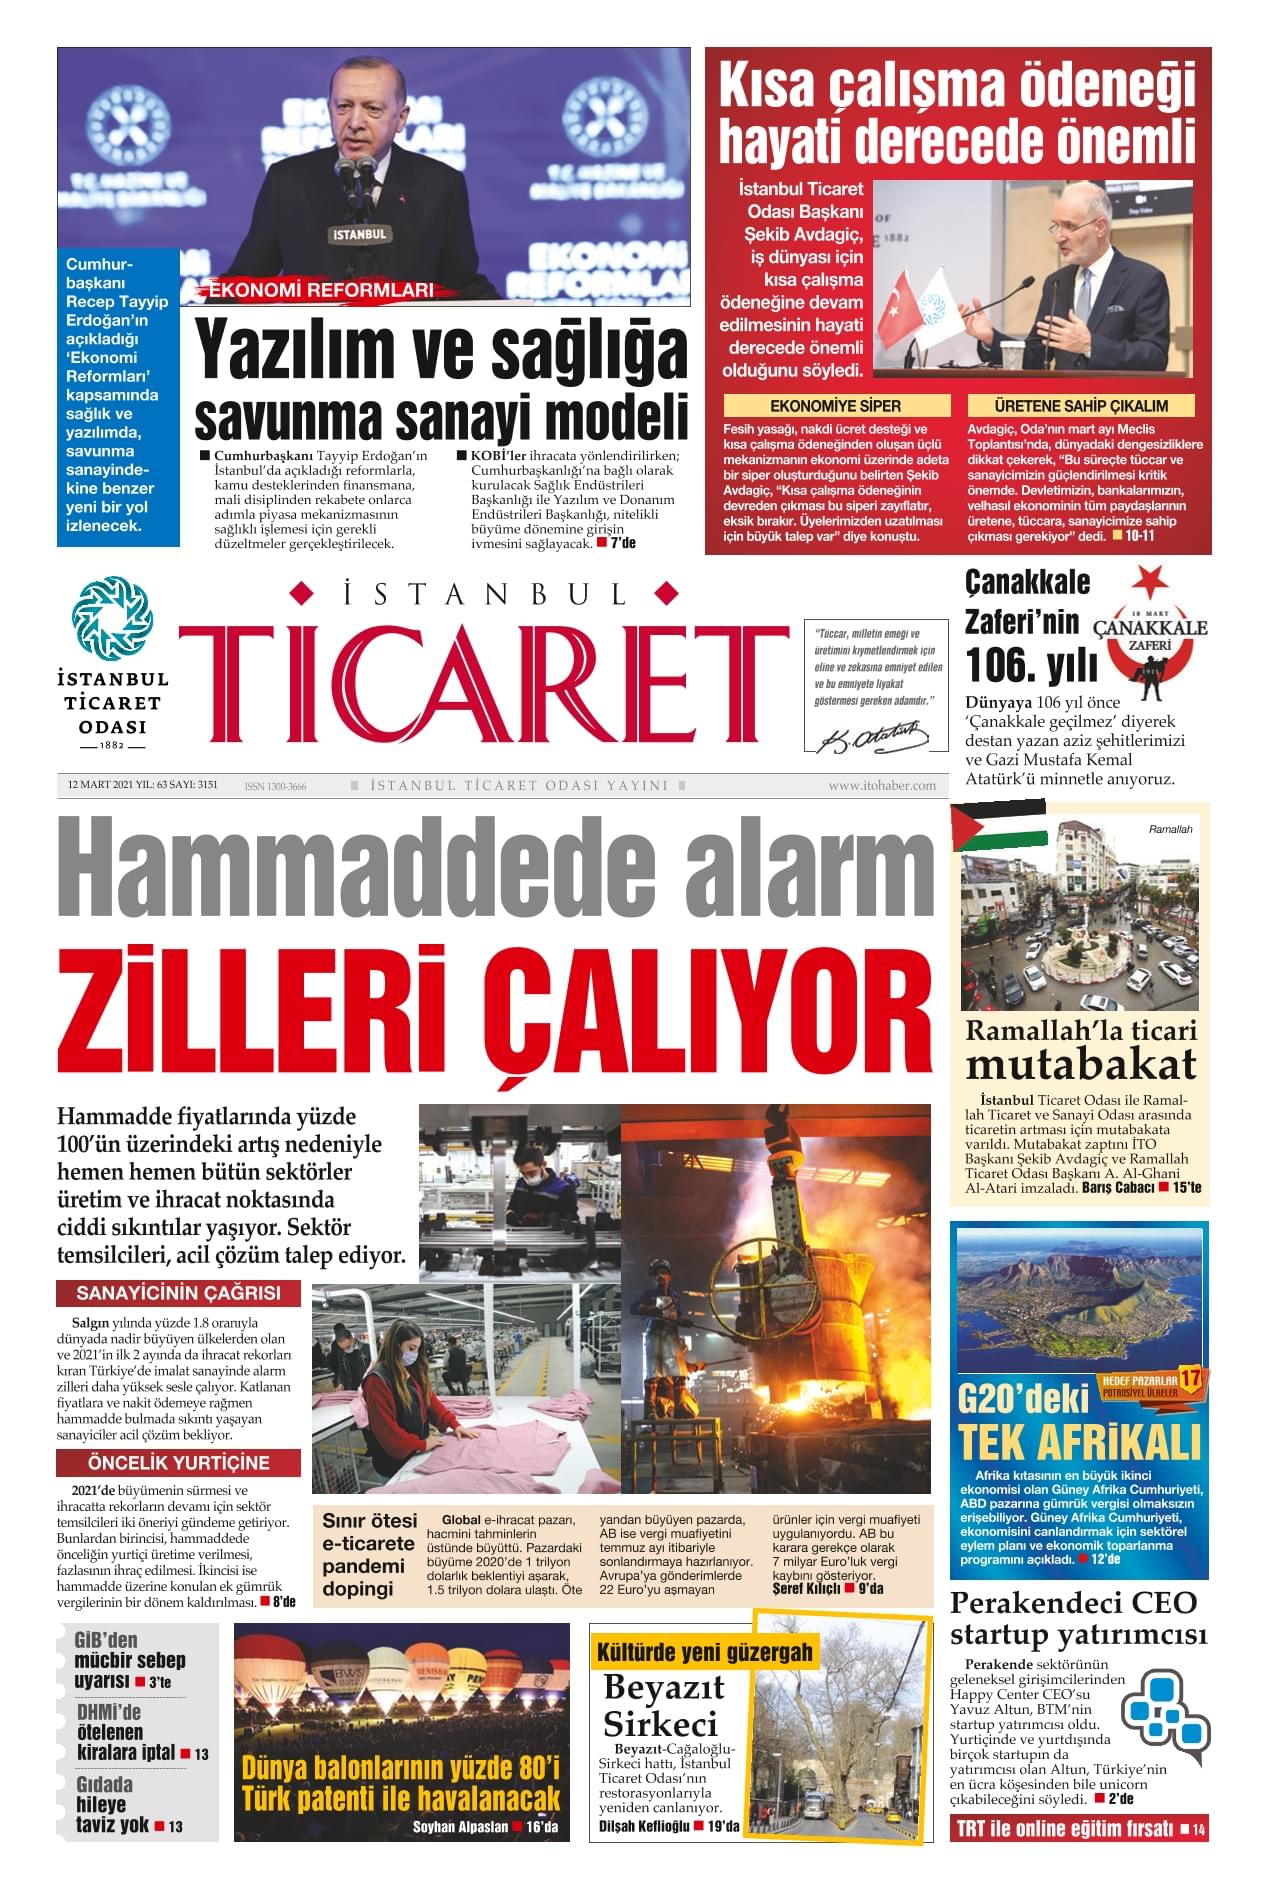 EKONOMİ REFORMLARI
İSTANBUL
Cumhur-
başkanı
Recep Tayyip
Erdoğan’ın
açıkladığı
‘Ekonomi
Reformları’
kapsamında
sağlık ve
yazılımda,
savunma
sanayinde-
kine benzer
yeni bir yol
izlenecek.
Yazılım ve sağlığa
savunma sanayi modeli
■ Cumhurbaşkanı Tayyip Erdoğan’ın
İstanbul’da açıkladığı reformlarla,
kamu desteklerinden finansmana,
mali disiplinden rekabete onlarca
adımla piyasa mekanizmasının
sağlıklı işlemesi için gerekli
düzeltmeler gerçekleştirilecek.
■ KOBİ’ler ihracata yönlendirilirken;
Cumhurbaşkanlığı’na bağlı olarak
kurulacak Sağlık Endüstrileri
Başkanlığı ile Yazılım ve Donanım
Endüstrileri Başkanlığı, nitelikli
büyüme dönemine girişin
ivmesini sağlayacak. ■ 7’de
Kısa çalışma ödeneği
hayati derecede önemli
İstanbul Ticaret
Odası Başkanı
Şekib Avdagiç,
iş dünyası için
kısa çalışma
ödeneğine devam
edilmesinin hayati
derecede önemli
olduğunu söyledi.
EKONOMİYE SİPER
Fesih yasağı, nakdi ücret desteği ve
kısa çalışma ödeneğinden oluşan üçlü
mekanizmanın ekonomi üzerinde adeta
bir siper oluşturduğunu belirten Şekib
Avdagiç, “Kısa çalışma ödeneğinin
devreden çıkması bu siperi zayıflatır,
eksik bırakır. Üyelerimizden uzatılması
için büyük talep var” diye konuştu.
ÜRETENE SAHİP ÇIKALIM
Avdagiç, Oda’nın mart ayı Meclis
Toplantısı’nda, dünyadaki dengesizliklere
dikkat çekerek, “Bu süreçte tüccar ve
sanayicimizin güçlendirilmesi kritik
önemde. Devletimizin, bankalarımızın,
velhasıl ekonominin tüm paydaşlarının
üretene, tüccara, sanayicimize sahip
çıkması gerekiyor” dedi. ■ 10-11
İSTANBUL
TİCARET
ODASI
1882
İSTANBUL
TİCARET
“Tüccar, milletin emeği ve
üretimini kıymetlendirmek için
eline ve zekasına emniyet edilen
ve bu emniyete liyakat
göstermesi gereken adamdır.”
K. Atatürk
12 MART 2021 YIL: 63 SAYI: 3151 ISSN 1300-3666 İSTANBUL TİCARET ODASI YAYINI www.itohaber.com
Çanakkale
Zaferi’nin
106. yılı
18 MART
ÇANAKKALE
ZAFERİ
1915
Dünyaya 106 yıl önce
‘Çanakkale geçilmez’ diyerek
destan yazan aziz şehitlerimizi
ve Gazi Mustafa Kemal
Atatürk’ü minnetle anıyoruz.
Hammaddede alarm
ZİLLERİ ÇALIYOR
Hammadde fiyatlarında yüzde
100’ün üzerindeki artış nedeniyle
hemen hemen bütün sektörler
üretim ve ihracat noktasında
ciddi sıkıntılar yaşıyor. Sektör
temsilcileri, acil çözüm talep ediyor.
SANAYİCİNİN ÇAĞRISI
Salgın yılında yüzde 1.8 oranıyla
dünyada nadir büyüyen ülkelerden olan
ve 2021’in ilk 2 ayında da ihracat rekorları
kıran Türkiye’de imalat sanayinde alarm
zilleri daha yüksek sesle çalıyor. Katlanan
fiyatlara ve nakit ödemeye rağmen
hammadde bulmada sıkıntı yaşayan
sanayiciler acil çözüm bekliyor.
ÖNCELİK YURTİÇİNE
2021’de büyümenin sürmesi ve
ihracatta rekorların devamı için sektör
temsilcileri iki öneriyi gündeme getiriyor.
Bunlardan birincisi, hammaddede
önceliğin yurtiçi üretime verilmesi,
fazlasının ihraç edilmesi. İkincisi ise
hammadde üzerine konulan ek gümrük
vergilerinin bir dönem kaldırılması. ■ 8’de
Sınır ötesi
e-ticarete
pandemi
dopingi
Global e-ihracat pazarı,
hacmini tahminlerin
üstünde büyüttü. Pazardaki
büyüme 2020’de 1 trilyon
dolarlık beklentiyi aşarak,
1.5 trilyon dolara ulaştı. Öte
yandan büyüyen pazarda,
AB ise vergi muafiyetini
temmuz ayı itibariyle
sonlandırmaya hazırlanıyor.
Avrupa’ya gönderimlerde
22 Euro’yu aşmayan
ürünler için vergi muafiyeti
uygulanıyordu. AB bu
karara gerekçe olarak
7 milyar Euro’luk vergi
kaybını gösteriyor.
Şeref Kılıçlı ■ 9’da
Ramallah
Ramallah’la ticari
mutabakat
İstanbul Ticaret Odası ile Ramal-
lah Ticaret ve Sanayi Odası arasında
ticaretin artması için mutabakata
varıldı. Mutabakat zaptını İTO
Başkanı Şekib Avdagiç ve Ramallah
Ticaret Odası Başkanı A. Al-Ghani
Al-Atari imzaladı. Barış Cabacı ■ 15’te
HEDEF PAZARLAR
POTANSİYEL ÜLKELER
17
G20’deki
TEK AFRİKALI
Afrika kıtasının en büyük ikinci
ekonomisi olan Güney Afrika Cumhuriyeti,
ABD pazarına gümrük vergisi olmaksızın
erişebiliyor. Güney Afrika Cumhuriyeti,
ekonomisini canlandırmak için sektörel
eylem planı ve ekonomik toparlanma
programını açıkladı. ■ 12’de
Perakendeci CEO
startup yatırımcısı
Perakende sektörünün
geleneksel girişimcilerinden
Happy Center CEO’su
Yavuz Altun, BTM’nin
startup yatırımcısı oldu.
Yurtiçinde ve yurtdışında
birçok startupın da
yatırımcısı olan Altun, Türkiye’nin
en ücra köşesinden bile unicorn
çıkabileceğini söyledi. ■ 2’de
TRT ile online eğitim fırsatı ■ 14
GİB’den
mücbir sebep
uyarısı ■ 3’te
DHMİ’de
ötelenen
kiralara iptal ■ 13
Gıdada
hileye
taviz yok ■ 13
Dünya balonlarının yüzde 80’i
Türk patenti ile havalanacak
Soyhan Alpaslan ■ 16’da
Kültürde yeni güzergah
Beyazıt
Sirkeci
Beyazıt-Cağaloğlu-
Sirkeci hattı, İstanbul
Ticaret Odası’nın
restorasyonlarıyla
yeniden canlanıyor.
Dilşah Keflioğlu ■ 19’da